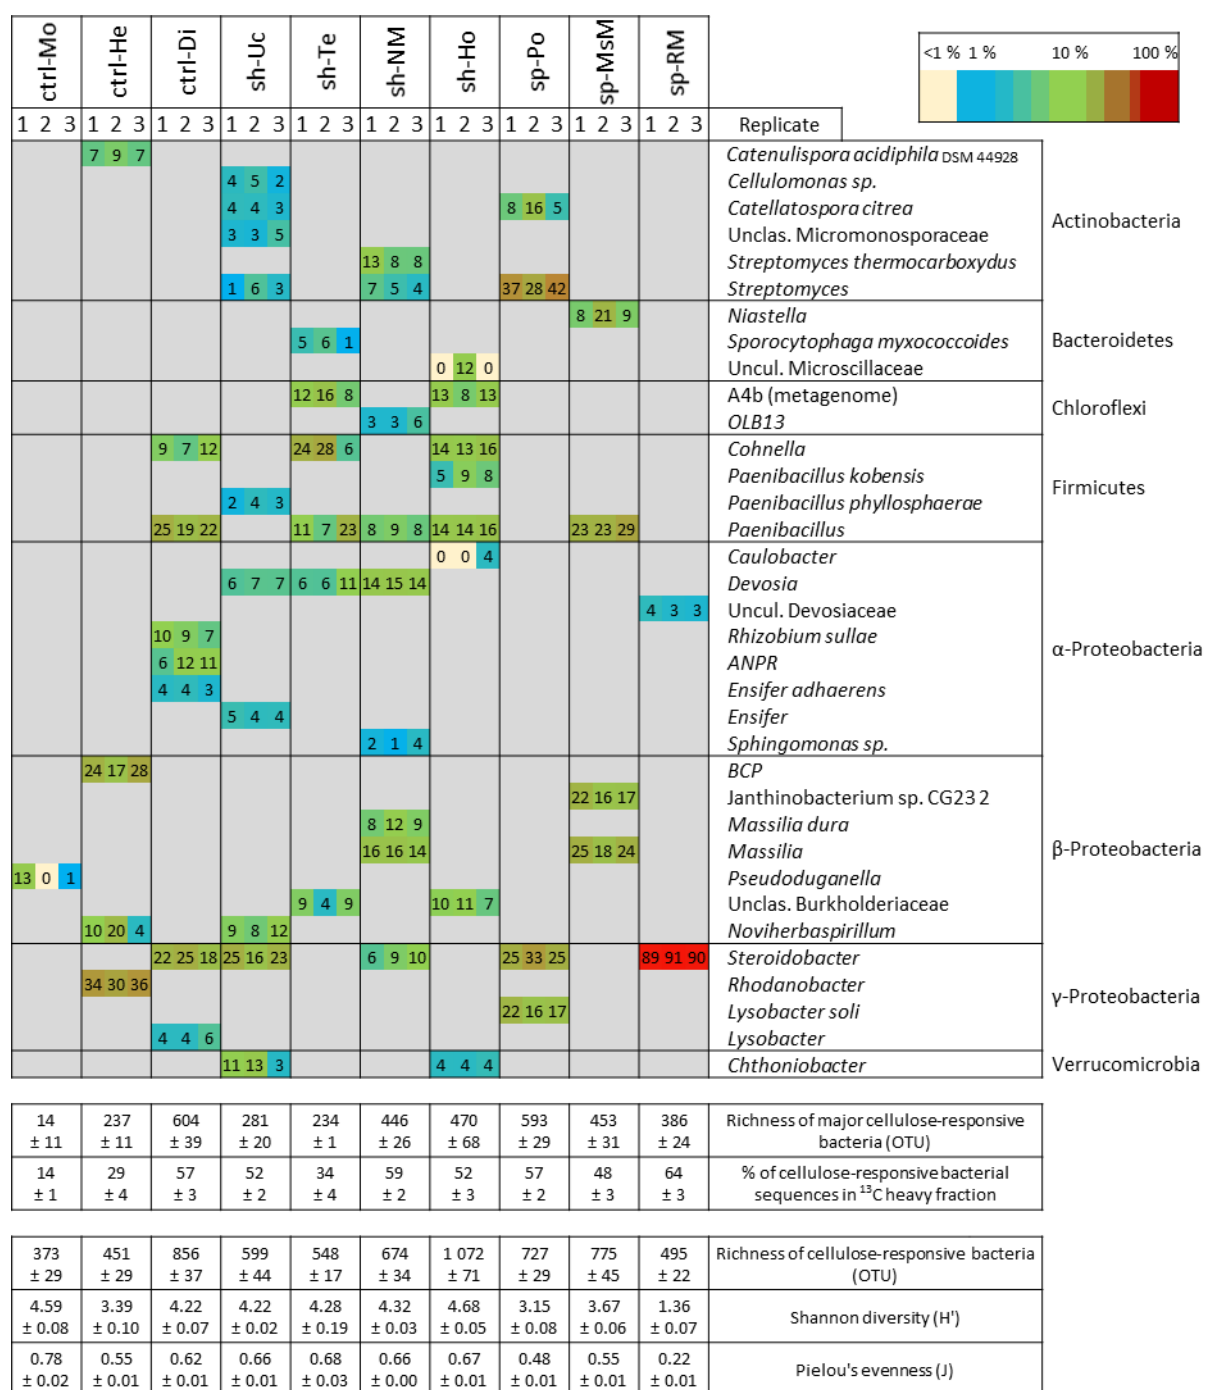 ctrl-Mo ctrl-He ctrl-Di sh-Uc sh-Te sh-NM sh-Ho sp-Po sp-MsM sp-RM
<1 % 1 % 10 % 100 %
1 2 3 1 2 3 1 2 3 1 2 3 1 2 3 1 2 3 1 2 3 1 2 3 1 2 3 1 2 3 Replicate
7 9 7 Catenulispora acidiphila DSM 44928
4 5 2 Cellulomonas sp.
4 4 3 8 16 5 Catellatospora citrea
Actinobacteria
3 3 5 Unclas. Micromonosporaceae
13 8 8 Streptomyces thermocarboxydus
1 6 3 7 5 4 37 28 42 Streptomyces
8 21 9 Niastella
5 6 1 Sporocytophaga myxococcoides Bacteroidetes
0 12 0 Uncul. Microscillaceae
12 16 8 13 8 13 A4b (metagenome)
Chloroflexi
3 3 6 OLB13
9 7 12 24 28 6 14 13 16 Cohnella
5 9 8 Paenibacillus kobensis
Firmicutes
2 4 3 Paenibacillus phyllosphaerae
25 19 22 11 7 23 8 9 8 14 14 16 23 23 29 Paenibacillus
0 0 4 Caulobacter
6 7 7 6 6 11 14 15 14 Devosia
4 3 3 Uncul. Devosiaceae
10 9 7 Rhizobium sullae
α-Proteobacteria
6 12 11 ANPR
4 4 3 Ensifer adhaerens
5 4 4 Ensifer
2 1 4 Sphingomonas sp.
24 17 28 BCP
22 16 17 Janthinobacterium sp. CG23 2
8 12 9 Massilia dura
16 16 14 25 18 24 Massilia β-Proteobacteria
13 0 1 Pseudoduganella
9 4 9 10 11 7 Unclas. Burkholderiaceae
10 20 4 9 8 12 Noviherbaspirillum
22 25 18 25 16 23 6 9 10 25 33 25 89 91 90 Steroidobacter
34 30 36 Rhodanobacter
γ-Proteobacteria
22 16 17 Lysobacter soli
4 4 6 Lysobacter
11 13 3 4 4 4 Chthoniobacter Verrucomicrobia
14 237 604 281 234 446 470 593 453 386 Richness of major cellulose-responsive
± 11 ± 11 ± 39 ± 20 ± 1 ± 26 ± 68 ± 29 ± 31 ± 24 bacteria (OTU)
14 29 57 52 34 59 52 57 48 64 % of cellulose-responsive bacterial
± 1 ± 4 ± 3 ± 2 ± 4 ± 2 ± 3 ± 2 ± 3 ± 3 sequences in ¹³C heavy fraction
373 451 856 599 548 674 1 072 727 775 495 Richness of cellulose-responsive bacteria
± 29 ± 29 ± 37 ± 44 ± 17 ± 34 ± 71 ± 29 ± 45 ± 22 (OTU)
4.59 3.39 4.22 4.22 4.28 4.32 4.68 3.15 3.67 1.36 Shannon diversity (H')
± 0.08 ± 0.10 ± 0.07 ± 0.02 ± 0.19 ± 0.03 ± 0.05 ± 0.08 ± 0.06 ± 0.07
0.78 0.55 0.62 0.66 0.68 0.66 0.67 0.48 0.55 0.22 Pielou's evenness (J)
± 0.02 ± 0.01 ± 0.01 ± 0.01 ± 0.03 ± 0.00 ± 0.01 ± 0.01 ± 0.01 ± 0.01